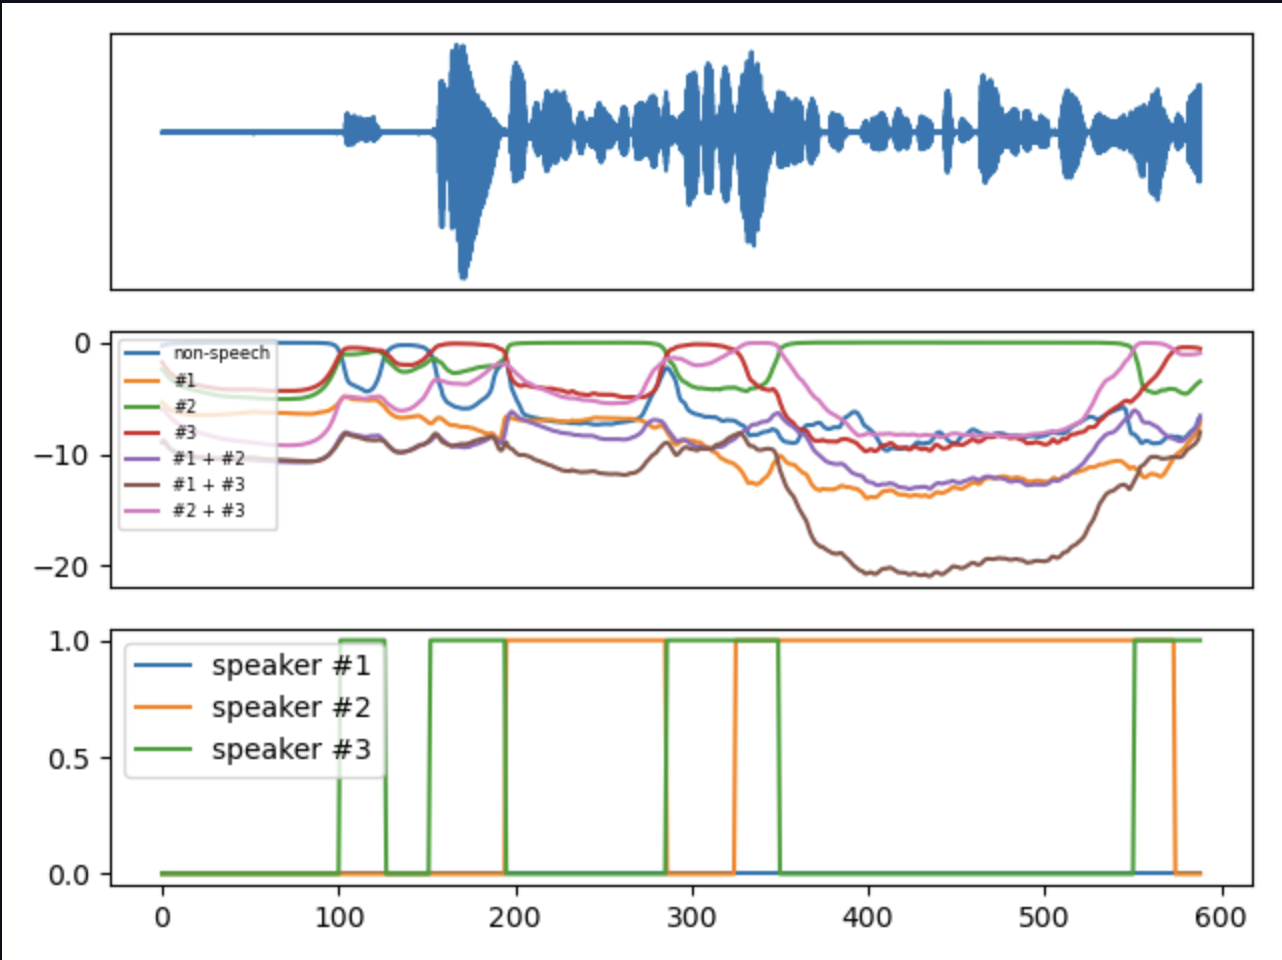 0
−10
−20
non-speech
#1
#2
#3
#1 + #2
#1 + #3
#2 + #3
1.0
0.5
0.0
speaker #1
speaker #2
speaker #3
0 100 200 300 400 500 600